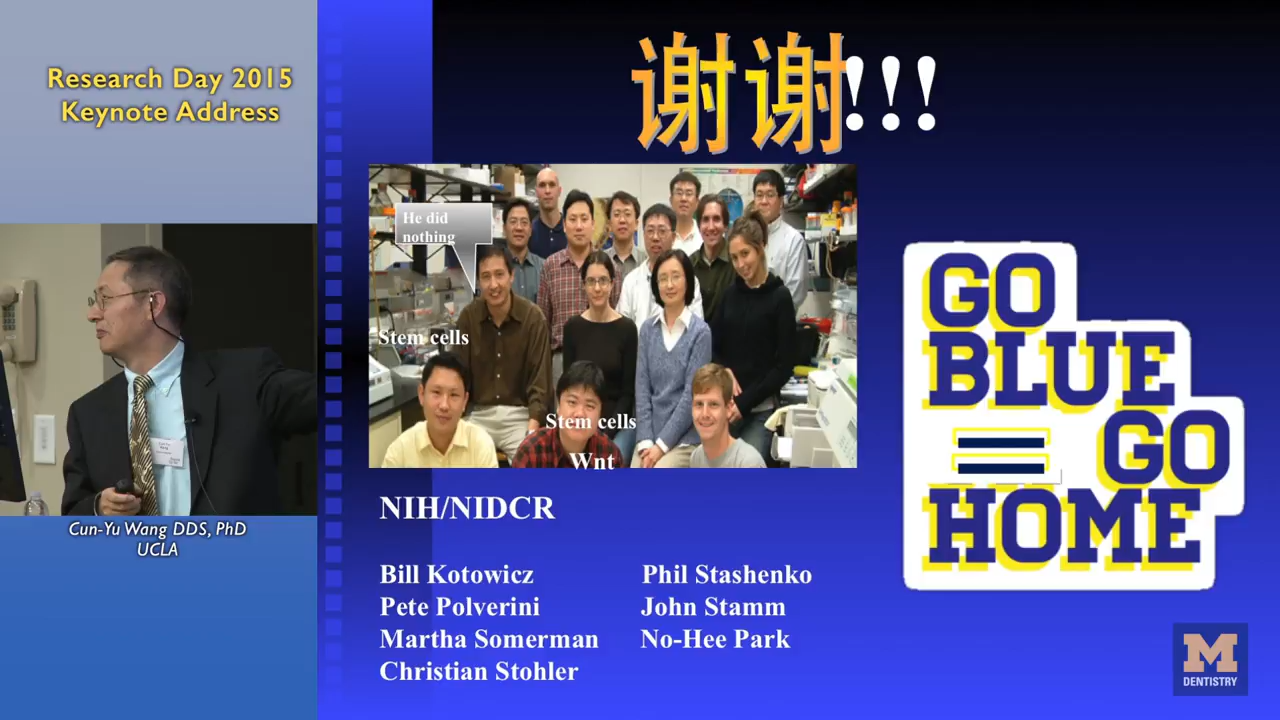 Research Day 2015
Keynote Address
Cun-Yu Wang DDS, PhD
UCLA
谢谢!!!
He did
nothing
Stem cells
Stem cells
Wnt
GO
BLUE
= GO
HOME
NIH/NIDCR
Bill Kotowicz
Pete Polverini
Martha Somerman
Christian Stohler
Phil Stashenko
John Stamm
No-Hee Park
M
DENTISTRY